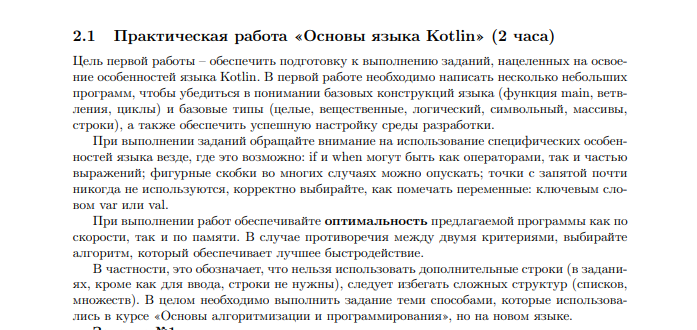 2.1 Практическая работа «Основы языка Kotlin» (2 часа)
Цель первой работы – обеспечить подготовку к выполнению заданий, нацеленных на освое-
ние особенностей языка Kotlin. В первой работе необходимо написать несколько небольших
программ, чтобы убедиться в понимании базовых конструкций языка (функция main, ветв-
ления, циклы) и базовые типы (целые, вещественные, логический, символьный, массивы,
строки), а также обеспечить успешную настройку среды разработки.
При выполнении заданий обращайте внимание на использование специфических особен-
ностей языка везде, где это возможно: if и when могут быть как операторами, так и частью
выражений; фигурные скобки во многих случаях можно опускать; точки с запятой почти
никогда не используются, корректно выбирайте, как помечать переменные: ключевым сло-
вом var или val.
При выполнении работ обеспечивайте оптимальность предлагаемой программы как по
скорости, так и по памяти. В случае противоречия между двумя критериями, выбирайте
алгоритм, который обеспечивает лучшее быстродействие.
В частности, это обозначает, что нельзя использовать дополнительные строки (в задани-
ях, кроме как для ввода, строки не нужны), следует избегать сложных структур (списков,
множеств). В целом необходимо выполнить задание теми способами, которые использова-
лись в курсе «Основы алгоритмизации и программирования», но на новом языке.